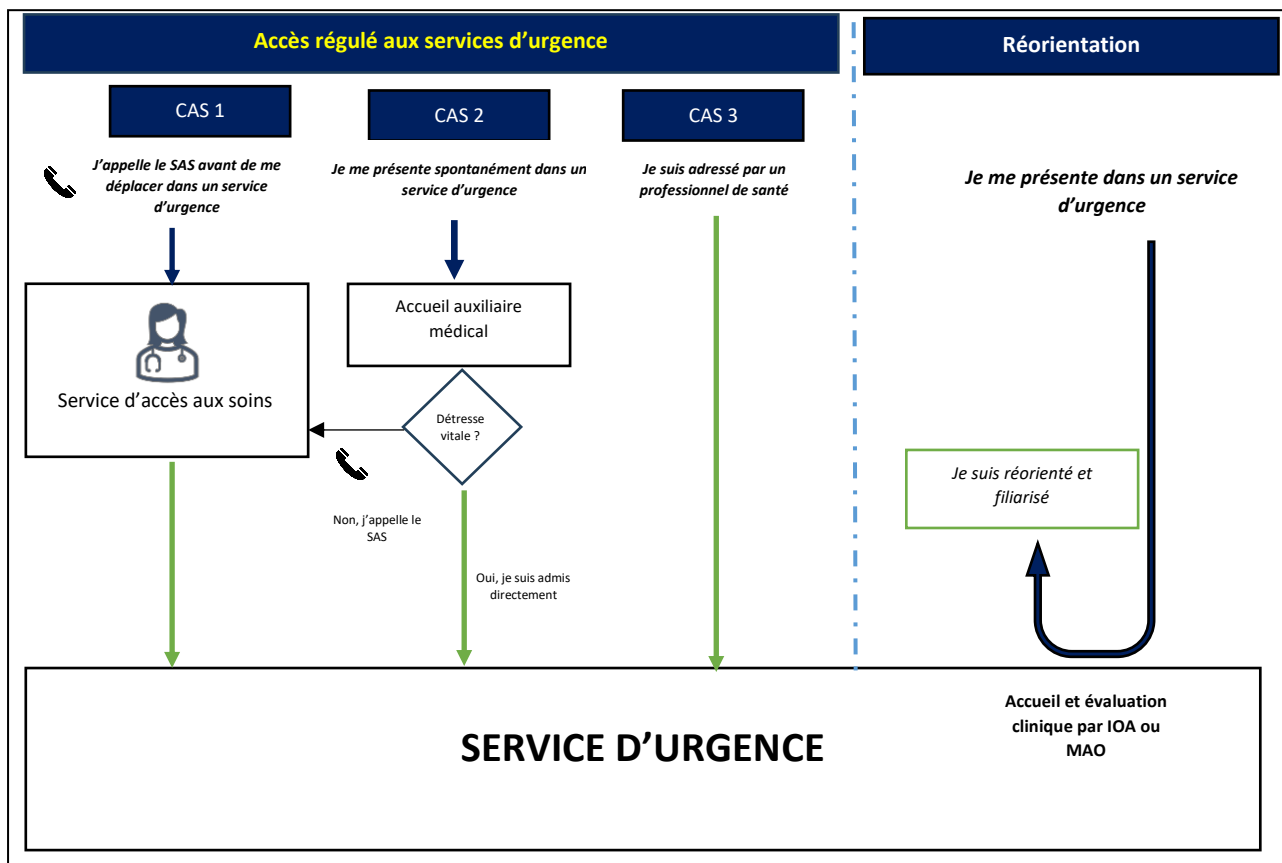 Accès régulé aux services d'urgence
Réorientation
CAS 1
CAS 2
CAS 3
J'appelle le SAS avant de me
déplacer dans un service
d'urgence
Je me présente spontanément dans un
service d'urgence
Je suis adressé par un
professionnel de santé
Je me présente dans un service
d'urgence
Service d'accès aux soins
Accueil auxiliaire
médical
Détresse
vitale ?
Non, j'appelle le
SAS
Oui, je suis admis
directement
Je suis réorienté et
filiarisé
SERVICE D'URGENCE
Accueil et évaluation
clinique par IOA ou
MAO